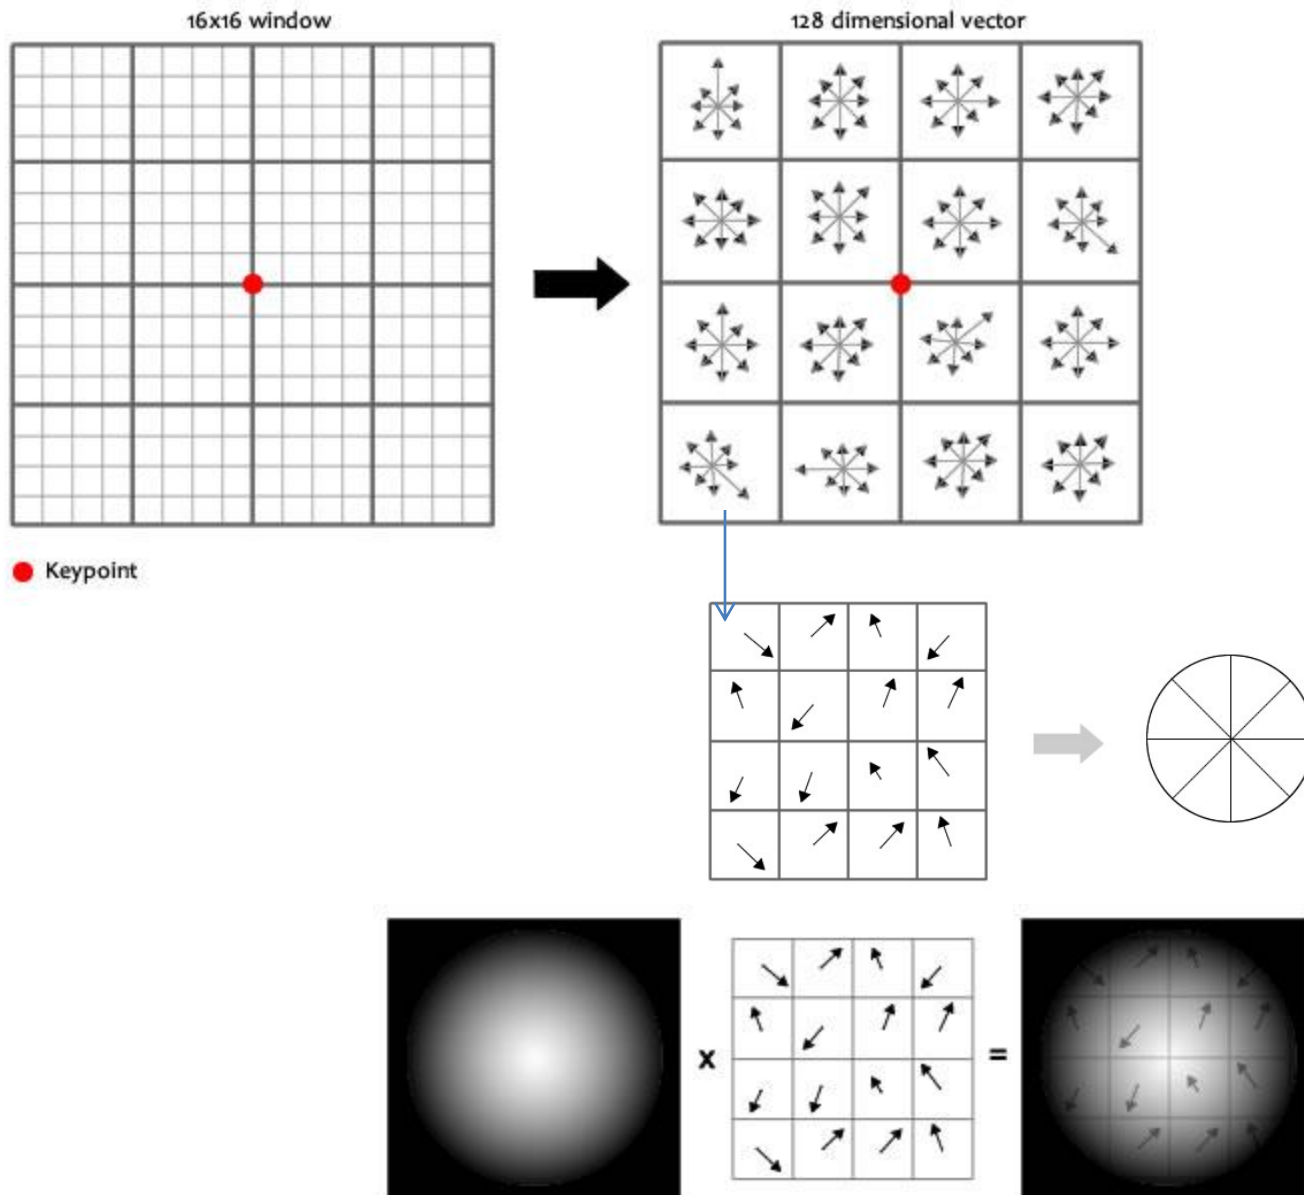 16x16 window
128 dimensional vector
Keypoint
x
=